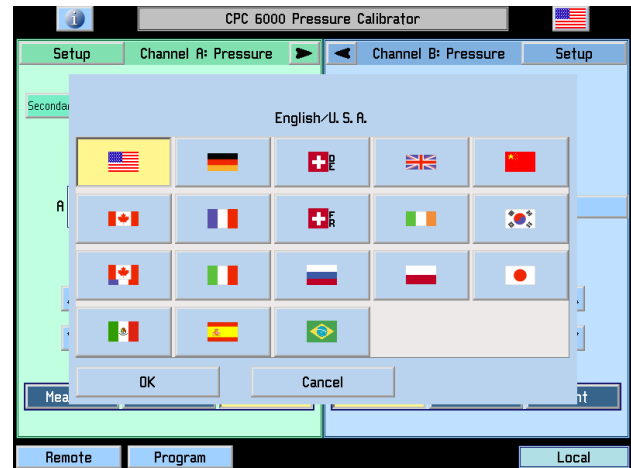 CPC 6000 Pressure Calibrator
Setup Channel A: Pressure Channel B: Pressure Setup
English/U. S. A.
DE
A
FR
OK Cancel
Remote Program Local